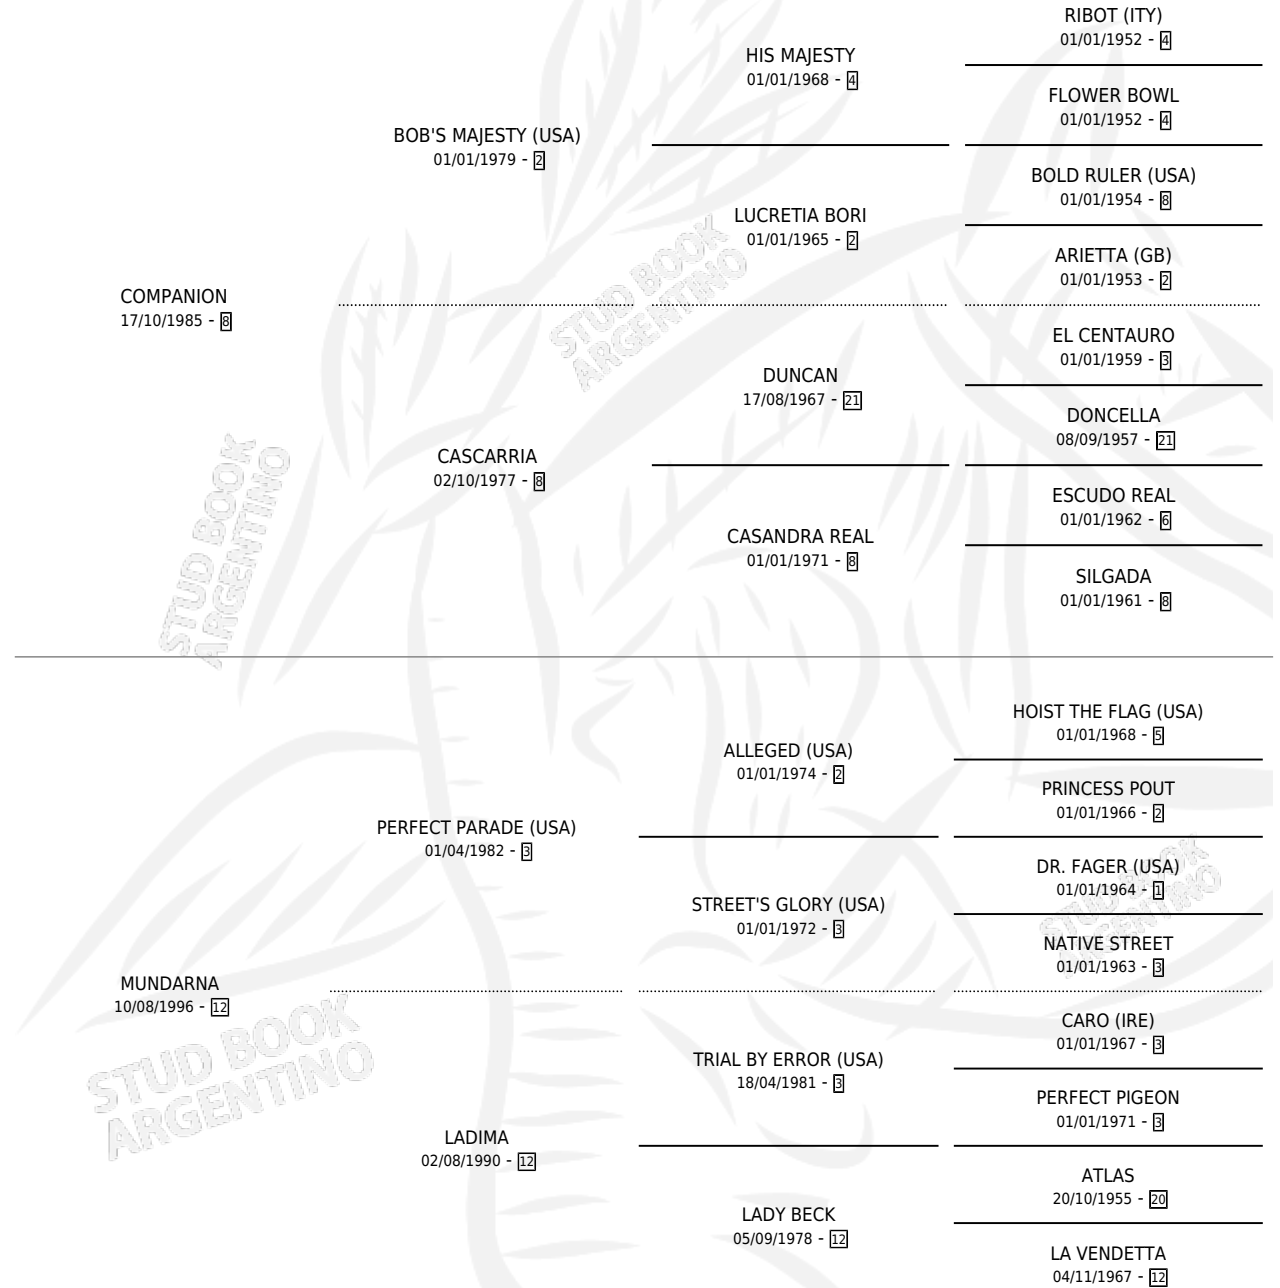 RIBOT (ITY)
01/01/1952 - 4
HIS MAJESTY
01/01/1968 - 4
FLOWER BOWL
01/01/1952 - 4
BOB'S MAJESTY (USA)
01/01/1979 - 2
BOLD RULER (USA)
01/01/1954 - 8
LUCRETIA BORI
01/01/1965 - 2
ARIETTA (GB)
01/01/1953 - 2
COMPANION
17/10/1985 - 8
EL CENTAURO
01/01/1959 - 3
DUNCAN
17/08/1967 - 21
DONCELLA
08/09/1957 - 21
CASCARRIA
02/10/1977 - 8
ESCUDO REAL
01/01/1962 - 6
CASANDRA REAL
01/01/1971 - 8
SILGADA
01/01/1961 - 8
STUD BOOK
ARGENTINO
STUD BOOK
ARGENTINO
HOIST THE FLAG (USA)
01/01/1968 - 5
ALLEGED (USA)
01/01/1974 - 2
PRINCESS POUT
01/01/1966 - 2
PERFECT PARADE (USA)
01/04/1982 - 3
DR. FAGER (USA)
01/01/1964 - 1
STREET'S GLORY (USA)
01/01/1972 - 3
NATIVE STREET
01/01/1963 - 3
MUNDARNA
10/08/1996 - 12
CARO (IRE)
01/01/1967 - 3
TRIAL BY ERROR (USA)
18/04/1981 - 3
PERFECT PIGEON
01/01/1971 - 3
LADIMA
02/08/1990 - 12
ATLAS
20/10/1955 - 20
LADY BECK
05/09/1978 - 12
LA VENDETTA
04/11/1967 - 12
STUD BOOK
ARGENTINO
STUD BOOK
ARGENTINO